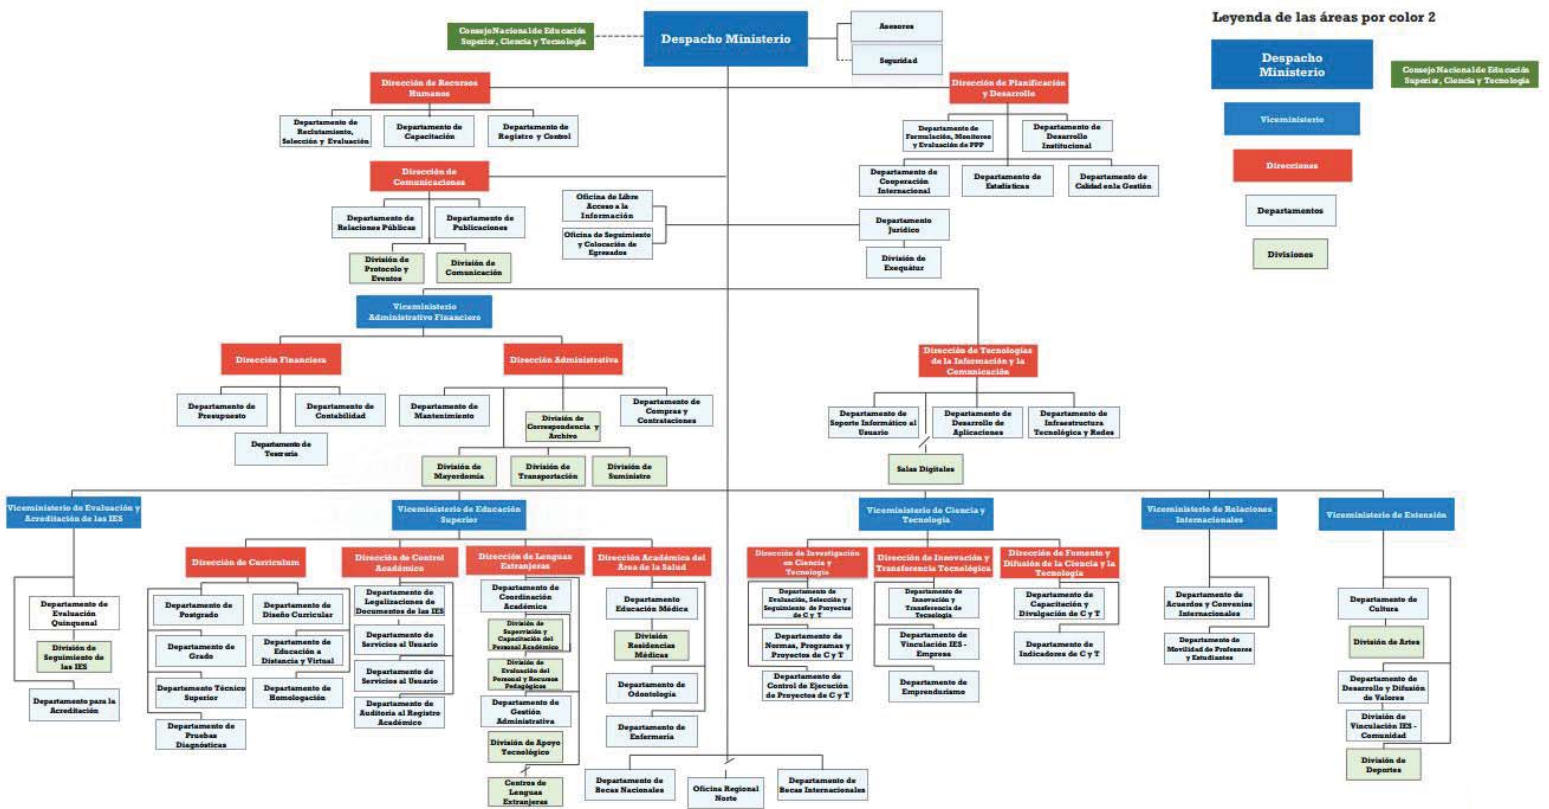 Leyenda de las áreas por color 2
Consejo Nacional de Educación
Superior, Ciencia y Tecnología
Despacho Ministerio
Asesores
Seguridad
Despacho
Ministerio
Consejo Nacional de Educación
Superior, Ciencia y Tecnología
Viceministerio
Direcciones
Departamentos
Divisiones
Dirección de Recursos
Humanos
Departamento de
Reclutamiento,
Selección y Evaluación
Departamento de
Capacitación
Departamento de
Registro y Control
Dirección de Planificación
y Desarrollo
Departamento de
Formulación, Monitoreo
y Evaluación de PPP
Departamento de
Desarrollo
Institucional
Departamento de
Cooperación
Internacional
Departamento de
Estadísticas
Departamento de
Calidad en la Gestión
Dirección de
Comunicaciones
Departamento de
Relaciones Públicas
Departamento de
Publicaciones
División de
Protocolo y
Eventos
División de
Comunicación
Oficina de Libre
Acceso a la
Información
Oficina de Seguimiento
y Colocación de
Egresados
Departamento
Jurídico
División de
Exequátur
Viceministerio
Administrativo Financiero
Dirección Financiera
Departamento de
Presupuesto
Departamento de
Contabilidad
Departamento de
Tesorería
Dirección Administrativa
Departamento de
Mantenimiento
División de
Correspondencia y
Archivo
Departamento de
Compras y
Contrataciones
División de
Mayordomía
División de
Transportación
División de
Suministro
Dirección de Tecnologías
de la Información y la
Comunicación
Departamento de
Soporte Informático al
Usuario
Departamento de
Desarrollo de
Aplicaciones
Departamento de
Infraestructura
Tecnológica y Redes
Salas Digitales
Viceministerio de Evaluación y
Acreditación de las IES
Departamento de
Evaluación
Quinquenal
División de
Seguimiento de
las IES
Departamento para la
Acreditación
Viceministerio de Educación
Superior
Dirección de Curriculum
Departamento de
Postgrado
Departamento de
Diseño Curricular
Departamento de
Grado
Departamento de
Educación a
Distancia y Virtual
Departamento Técnico
Superior
Departamento de
Homologación
Departamento de
Pruebas
Diagnósticas
Dirección de Control
Académico
Departamento de
Legalizaciones de
Documentos de las IES
Departamento de
Servicios al Usuario
Departamento de
Servicios al Usuario
Departamento de
Auditoría al Registro
Académico
Dirección de Lenguas
Extranjeras
Departamento de
Coordinación
Académica
División de
Supervisión y
Capacitación del
Personal Académico
División de
Evaluación del
Personal y Recursos
Pedagógicos
Departamento de
Gestión
Administrativa
División de Apoyo
Tecnológico
Centros de
Lenguas
Extranjeras
Dirección Académica del
Área de la Salud
Departamento
Educación Médica
División
Residencias
Médicas
Departamento de
Odontología
Departamento de
Enfermería
Departamento de
Becas Nacionales
Oficina Regional
Norte
Departamento de
Becas Internacionales
Viceministerio de Ciencia y
Tecnología
Dirección de Investigación
en Ciencia y
Tecnología
Departamento de
Evaluación, Selección y
Seguimiento de Proyectos
de C y T
Departamento de
Normas, Programas y
Proyectos de C y T
Departamento de
Control de Ejecución
de Proyectos de C y T
Dirección de Innovación y
Transferencia Tecnológica
Departamento de
Innovación y
Transferencia de
Tecnología
Departamento de
Vinculación IES -
Empresa
Departamento de
Emprendurismo
Dirección de Fomento y
Difusión de la Ciencia y la
Tecnología
Departamento de
Capacitación y
Divulgación de C y T
Departamento de
Indicadores de C y T
Viceministerio de Relaciones
Internacionales
Departamento de
Acuerdos y Convenios
Internacionales
Departamento de
Movilidad de Profesores
y Estudiantes
Viceministerio de Extensión
Departamento de
Cultura
División de Artes
Departamento de
Desarrollo y Difusión
de Valores
División de
Vinculación IES -
Comunidad
División de
Deportes